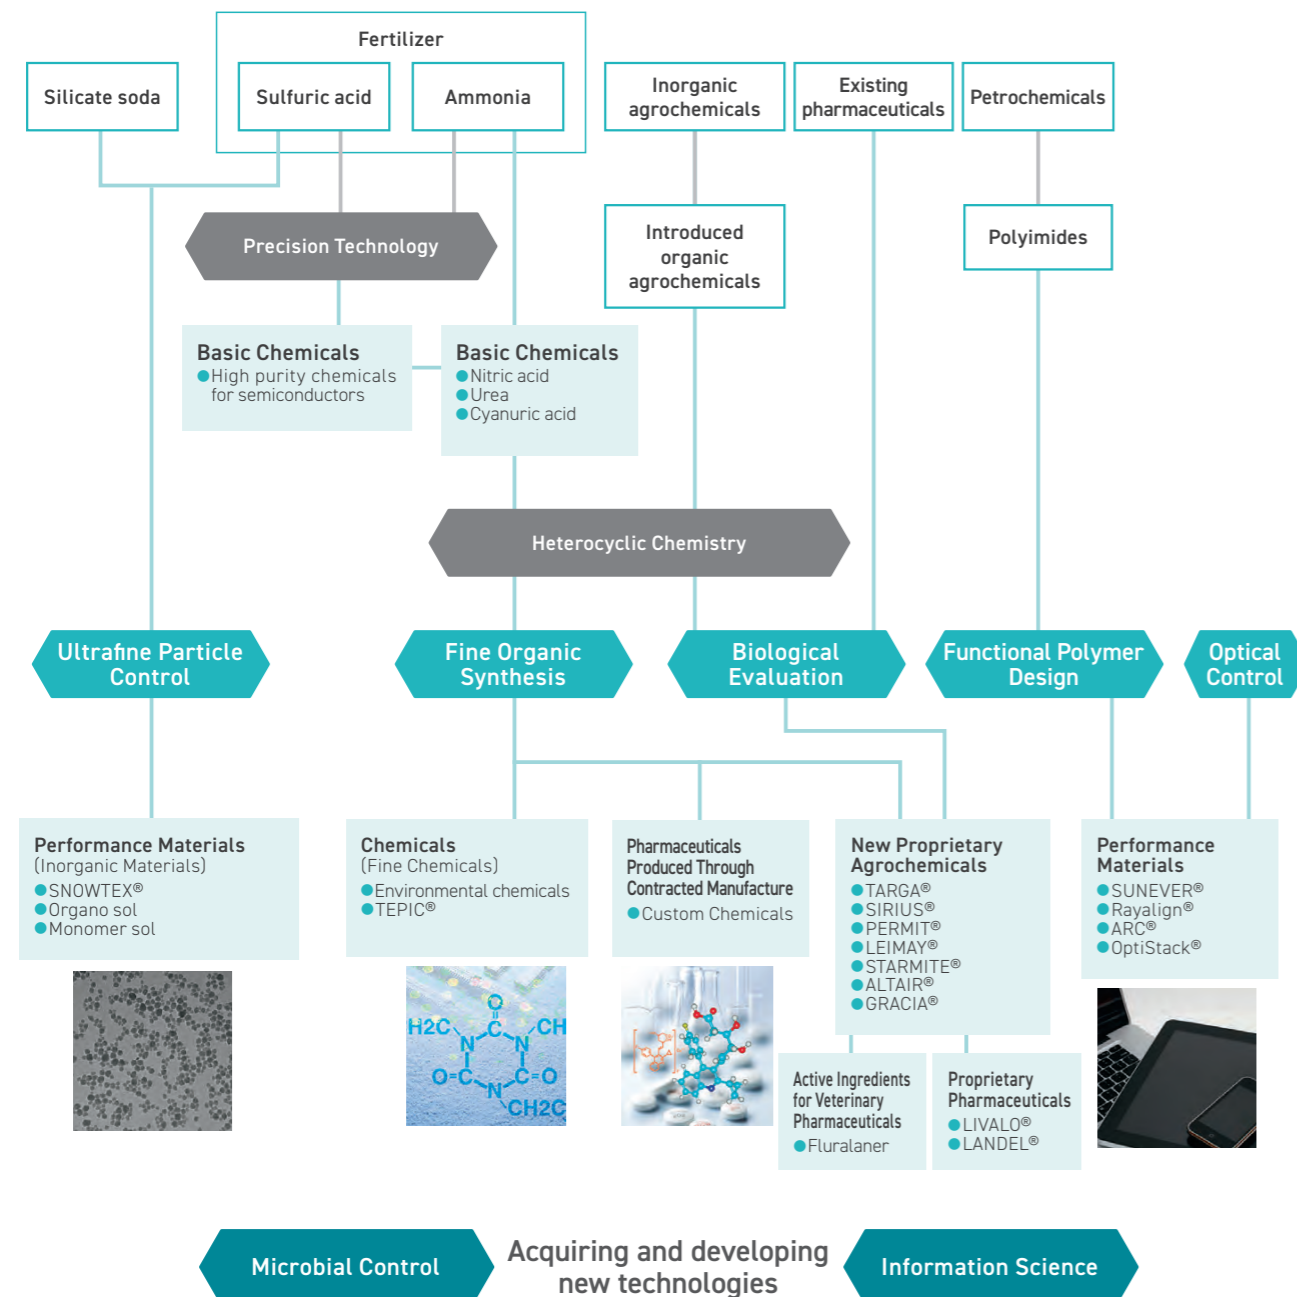 Fertilizer
Silicate soda
Sulfuric acid
Ammonia
Inorganic
agrochemicals
Existing
pharmaceuticals
Petrochemicals
Precision Technology
Introduced
organic
agrochemicals
Polyimides
Basic Chemicals
●High purity chemicals
for semiconductors
Basic Chemicals
●Nitric acid
●Urea
●Cyanuric acid
Heterocyclic Chemistry
Ultrafine Particle
Control
Fine Organic
Synthesis
Biological
Evaluation
Functional Polymer
Design
Optical
Control
Performance Materials
(Inorganic Materials)
●SNOWTEX®
●Organo sol
●Monomer sol
Chemicals
(Fine Chemicals)
●Environmental chemicals
●TEPIC®
Pharmaceuticals
Produced Through
Contracted Manufacture
●Custom Chemicals
New Proprietary
Agrochemicals
●TARGA®
●SIRIUS®
●PERMIT®
●LEIMAY®
●STARMITE®
●ALTAIR®
●GRACIA®
Performance
Materials
●SUNEVER®
●Rayalign®
●ARC®
●OptiStack®
O
H2C C CH
N N
O=C C=O
N
CH2C
Active Ingredients
for Veterinary
Pharmaceuticals
●Fluralaner
Proprietary
Pharmaceuticals
●LIVALO®
●LANDEL®
Microbial Control
Acquiring and developing
new technologies
Information Science